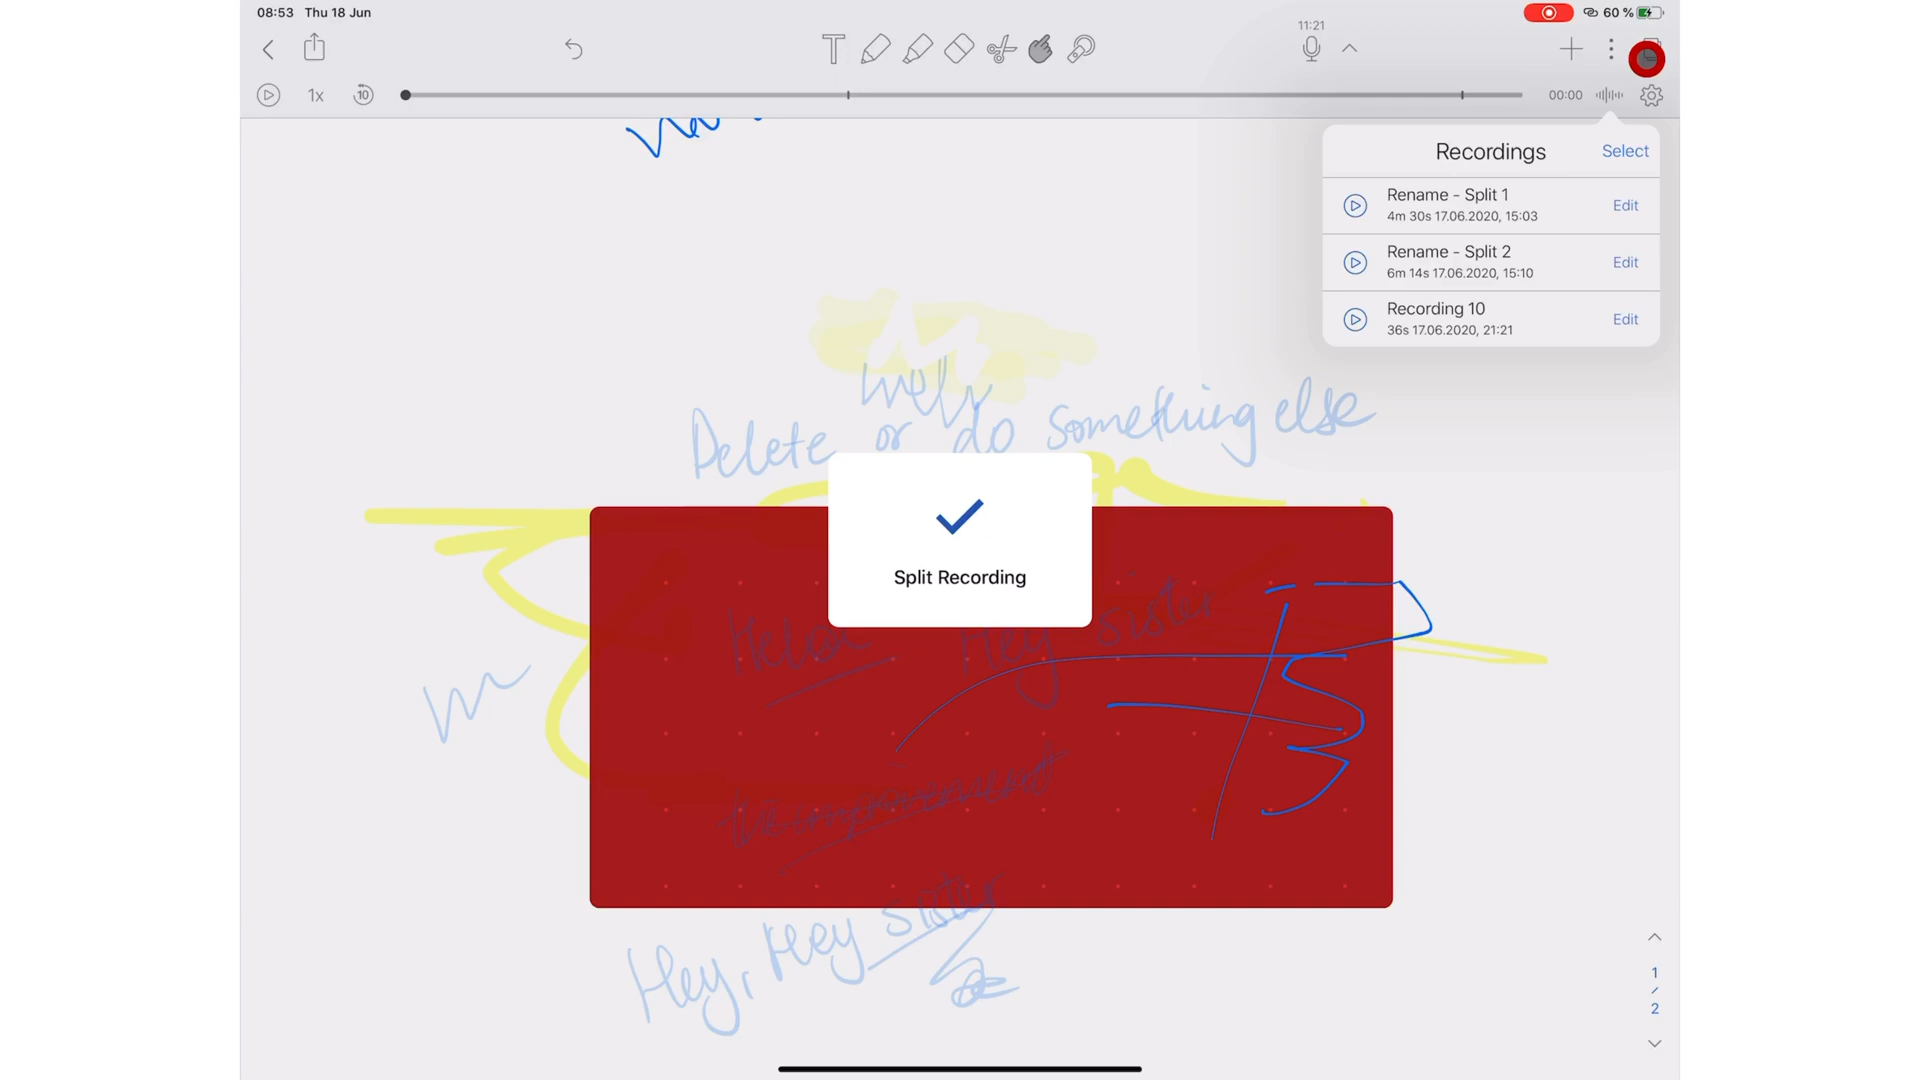 08:53 Thu 18 Jun
60 %
11:21
T
1x
10
00:00
Recordings
Select
Rename - Split 1
4m 30s 17.06.2020, 15:03
Edit
Rename - Split 2
6m 14s 17.06.2020, 15:10
Edit
Recording 10
36s 17.06.2020, 21:21
Edit
well
Delete or do something else
Split Recording
Hey sister
Hey, Hey sister
1
/
2